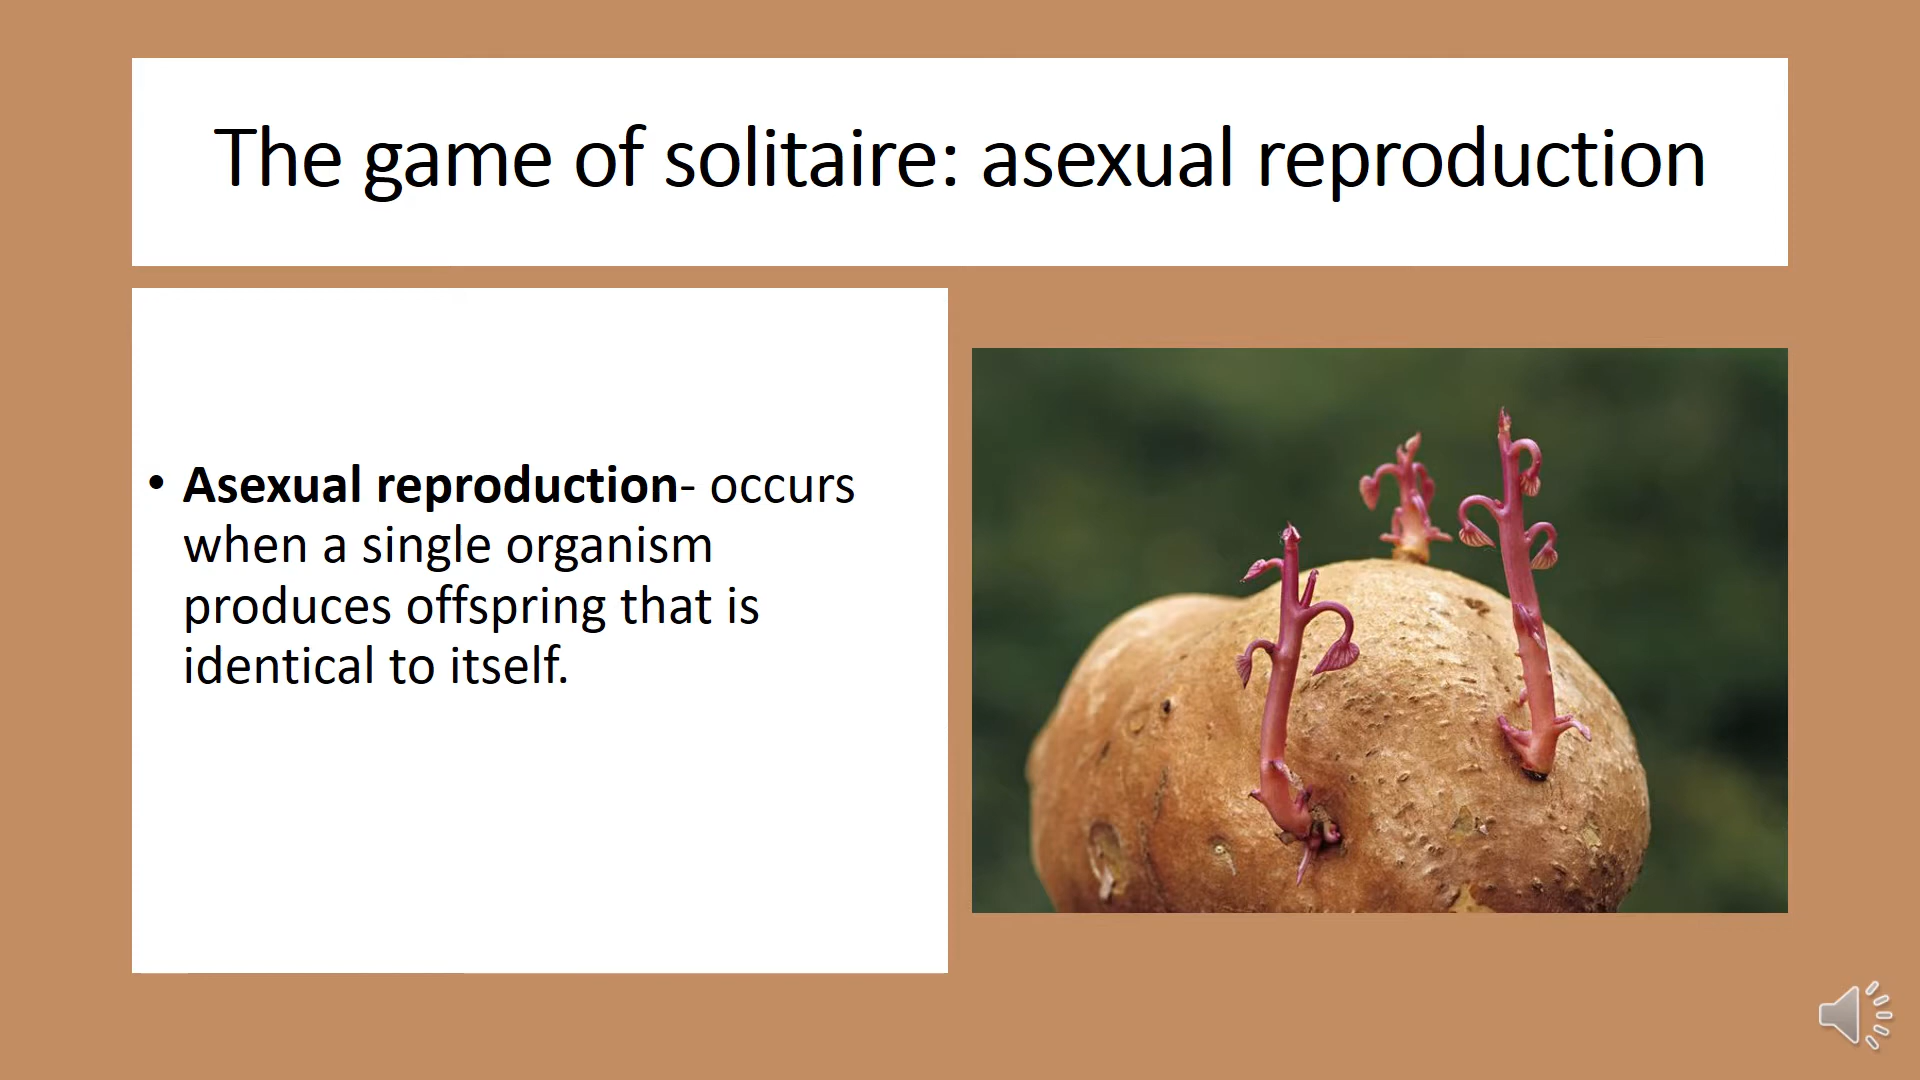 The game of solitaire: asexual reproduction
• Asexual reproduction- occurs
when a single organism
produces offspring that is
identical to itself.